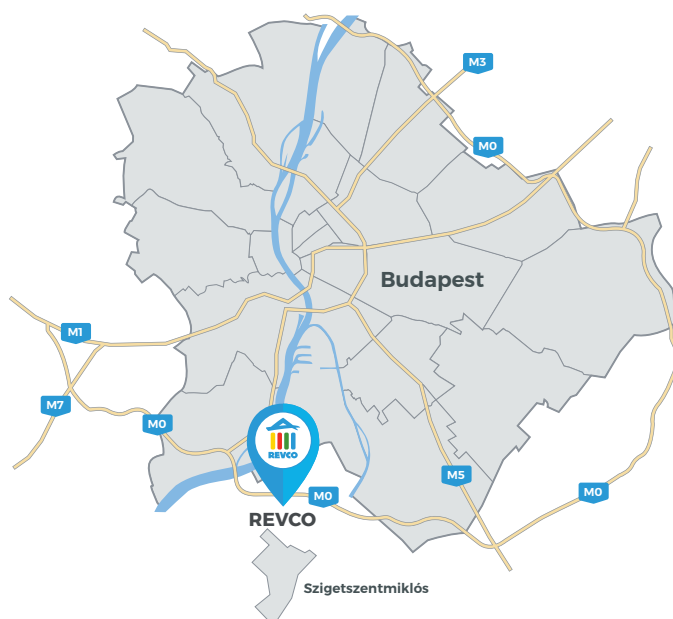 M3
M0
Budapest
M1
M7
M0
REVCO
M5
M0
M0
REVCO
Szigetszentmiklós